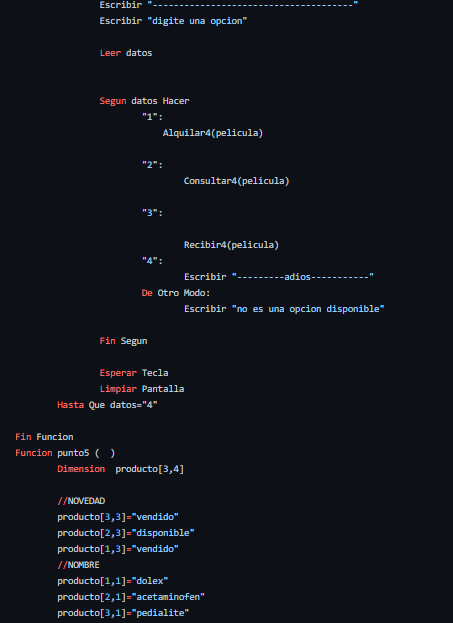 Escribir "--------------------------------------"
Escribir "digite una opcion"
Leer datos
Segun datos Hacer
"1":
Alquilar4(pelicula)
"2":
Consultar4(pelicula)
"3":
Recibir4(pelicula)
"4":
Escribir "---------adios-----------"
De Otro Modo:
Escribir "no es una opcion disponible"
Fin Segun
Esperar Tecla
Limpiar Pantalla
Hasta Que datos="4"
Fin Funcion
Funcion punto5 (  )
Dimension  producto[3,4]
//NOVEDAD
producto[3,3]="vendido"
producto[2,3]="disponible"
producto[1,3]="vendido"
//NOMBRE
producto[1,1]="dolex"
producto[2,1]="acetaminofen"
producto[3,1]="pedialite"